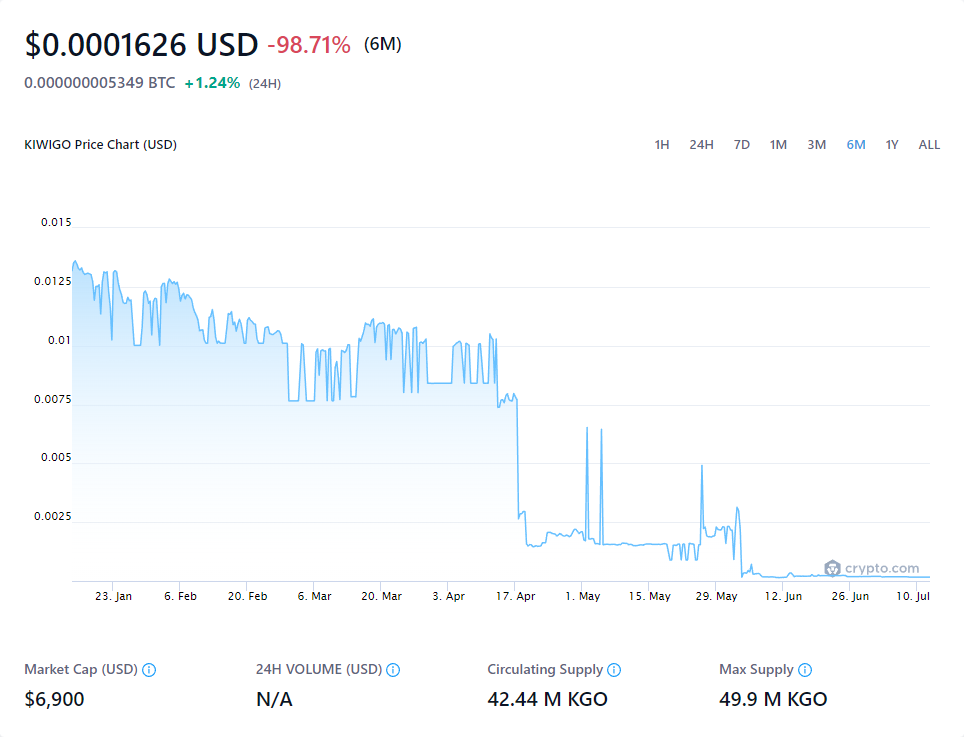 $0.0001626 USD -98.71% (6M)
0.000000005349 BTC +1.24% (24H)
KIWIGO Price Chart (USD) 1H 24H 7D 1M 3M 6M 1Y ALL
0.015
0.0125
0.01
0.0075
0.005
0.0025
crypto.com
23. Jan 6. Feb 20. Feb 6. Mar 20. Mar 3. Apr 17. Apr 1. May 15. May 29. May 12. Jun 26. Jun 10. Jul
Market Cap (USD) 24H VOLUME (USD) Circulating Supply Max Supply
$6,900 N/A 42.44 M KGO 49.9 M KGO